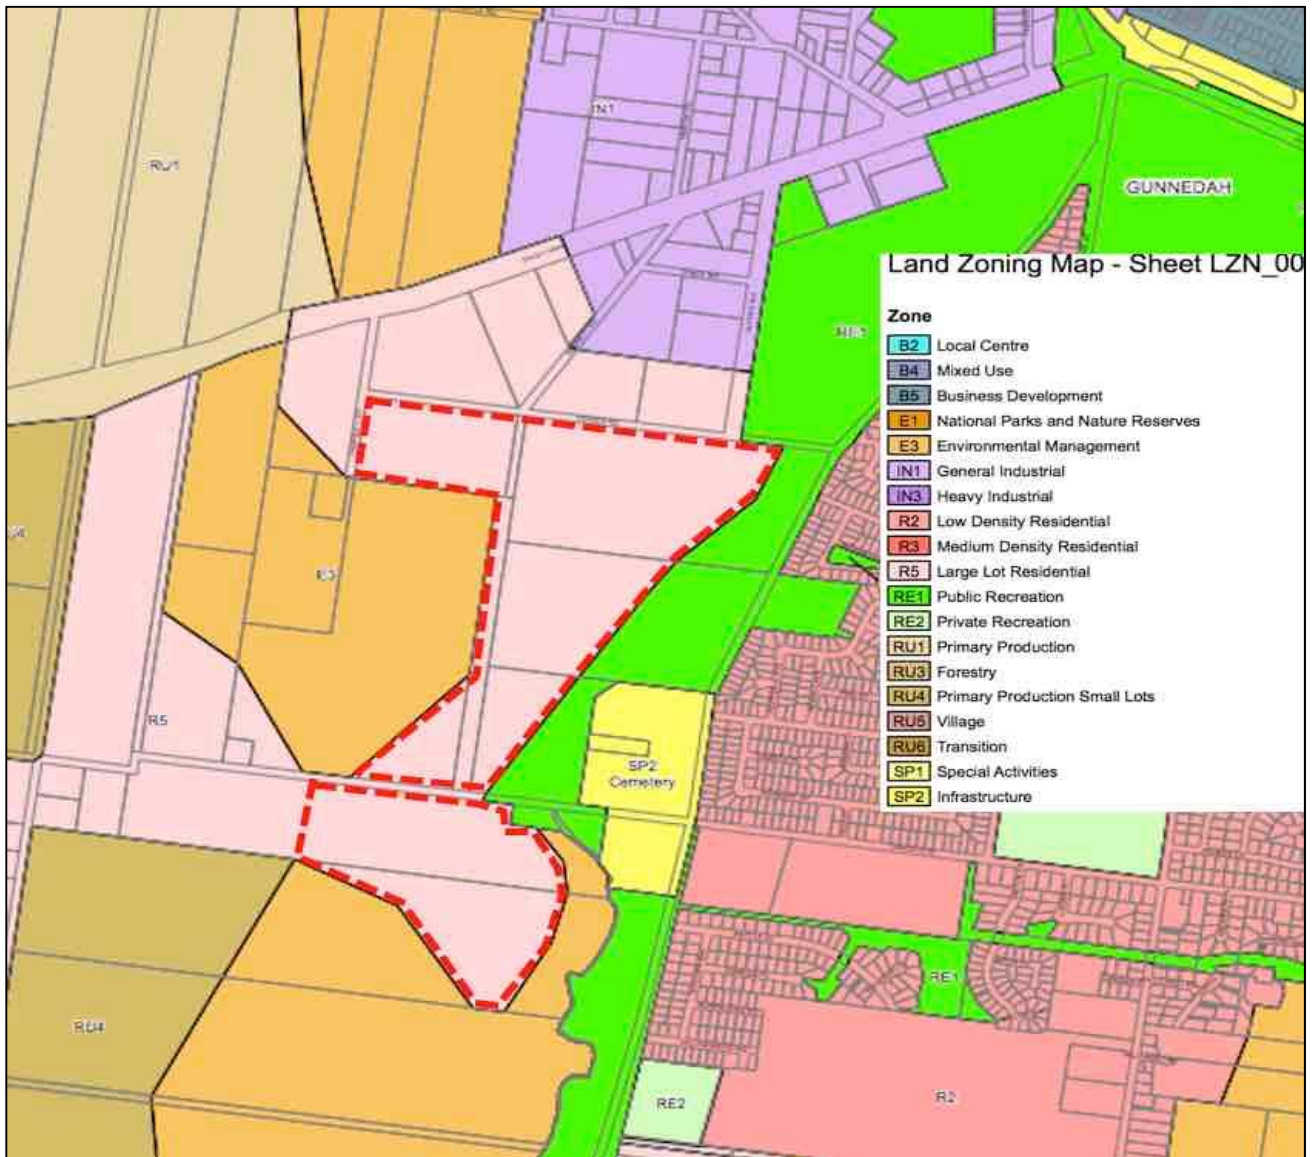 IN1
RU1
GUNNEDAH
Land Zoning Map - Sheet LZN_00
RE1
Zone
B2 Local Centre
B4 Mixed Use
B5 Business Development
E1 National Parks and Nature Reserves
E3 Environmental Management
IN1 General Industrial
IN3 Heavy Industrial
R2 Low Density Residential
R3 Medium Density Residential
R5 Large Lot Residential
RE1 Public Recreation
RE2 Private Recreation
RU1 Primary Production
RU3 Forestry
RU4 Primary Production Small Lots
RU5 Village
RU6 Transition
SP1 Special Activities
SP2 Infrastructure
E3
R5
SP2
Cemetery
RE1
RU4
RE2
R2